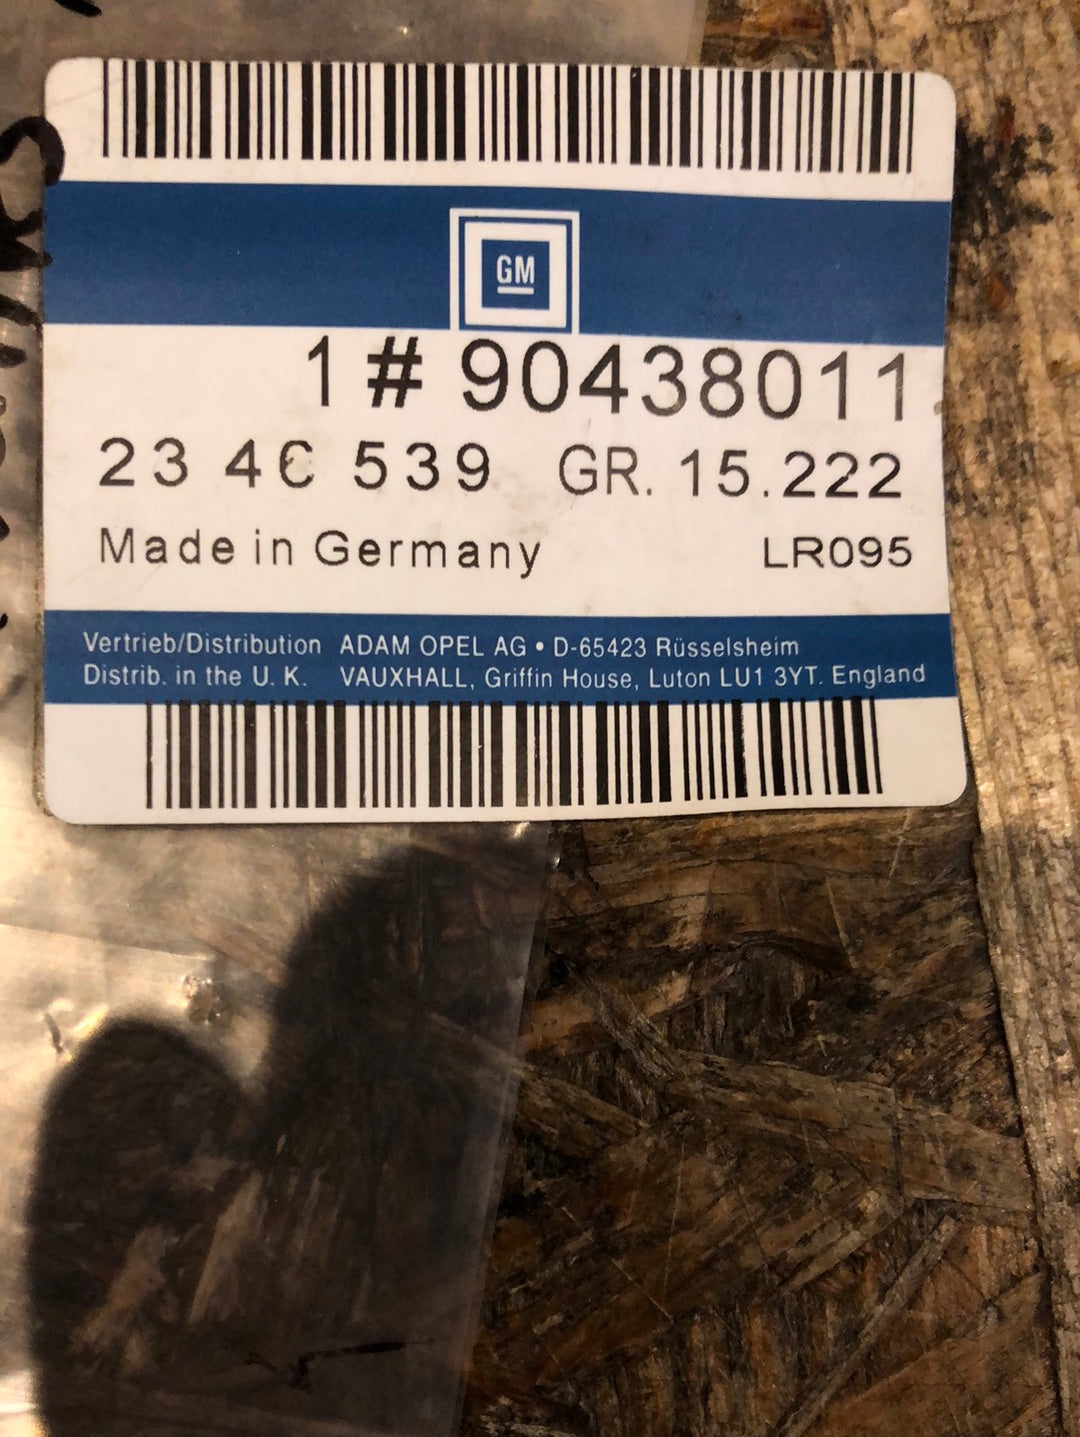 GM
1 # 90438011
23 4C 539 GR. 15.222
Made in Germany LR095
Vertrieb/Distribution ADAM OPEL AG • D-65423 Rüsselsheim
Distrib. in the U. K. VAUXHALL, Griffin House, Luton LU1 3YT. England